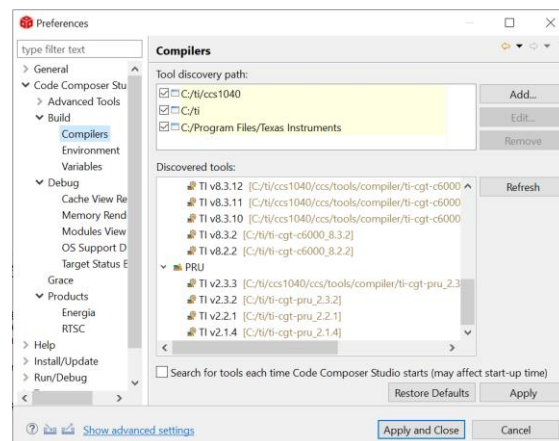 Preferences
type filter text
General
Code Composer Stu
Advanced Tools
Build
Compilers
Environment
Variables
Debug
Cache View Re
Memory Rend
Modules View
OS Support D
Target Status E
Grace
Products
Energia
RTSC
Help
Install/Update
Run/Debug
Compilers
Tool discovery path:
C:/ti/ccs1040
C:/ti
C:/Program Files/Texas Instruments
Add...
Edit...
Remove
Discovered tools:
TI v8.3.12 [C:/ti/ccs1040/ccs/tools/compiler/ti-cgt-c6000
TI v8.3.11 [C:/ti/ccs1040/ccs/tools/compiler/ti-cgt-c6000
TI v8.3.10 [C:/ti/ccs1040/ccs/tools/compiler/ti-cgt-c6000
TI v8.3.2 [C:/ti/ti-cgt-c6000_8.3.2]
TI v8.2.2 [C:/ti/ti-cgt-c6000_8.2.2]
PRU
TI v2.3.3 [C:/ti/ccs1040/ccs/tools/compiler/ti-cgt-pru_2.3
TI v2.3.2 [C:/ti/ti-cgt-pru_2.3.2]
TI v2.2.1 [C:/ti/ti-cgt-pru_2.2.1]
TI v2.1.4 [C:/ti/ti-cgt-pru_2.1.4]
Refresh
Search for tools each time Code Composer Studio starts (may affect start-up time)
Restore Defaults
Apply
Show advanced settings
Apply and Close
Cancel